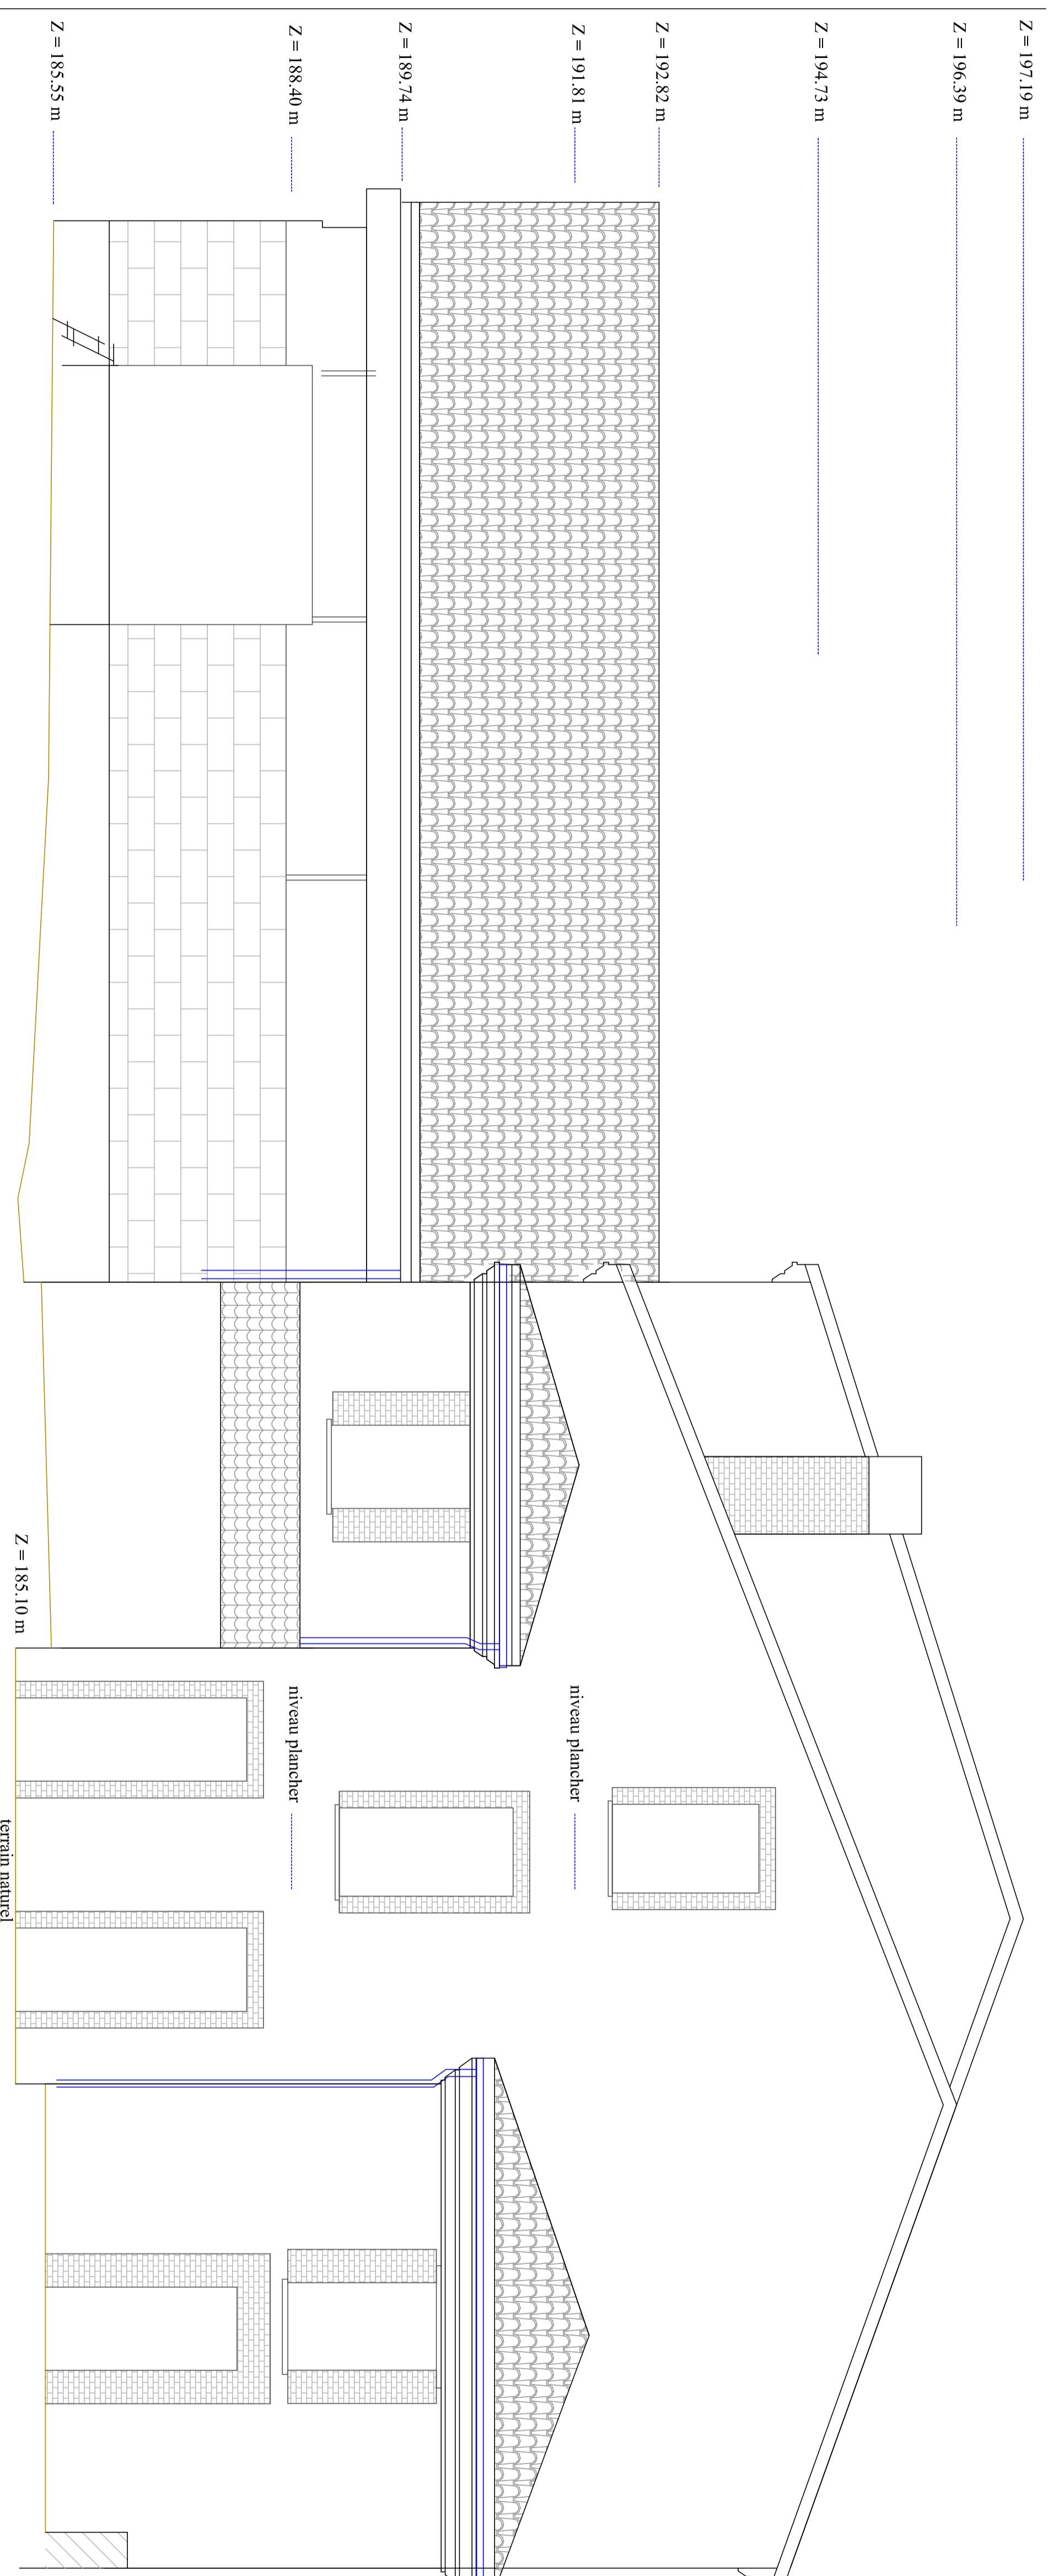 Z = 197.19 m
Z = 196.39 m
Z = 194.73 m
Z = 192.82 m
Z = 191.81 m
Z = 189.74 m
Z = 188.40 m
Z = 185.55 m
niveau plancher
niveau plancher
Z = 185.10 m
terrain naturel